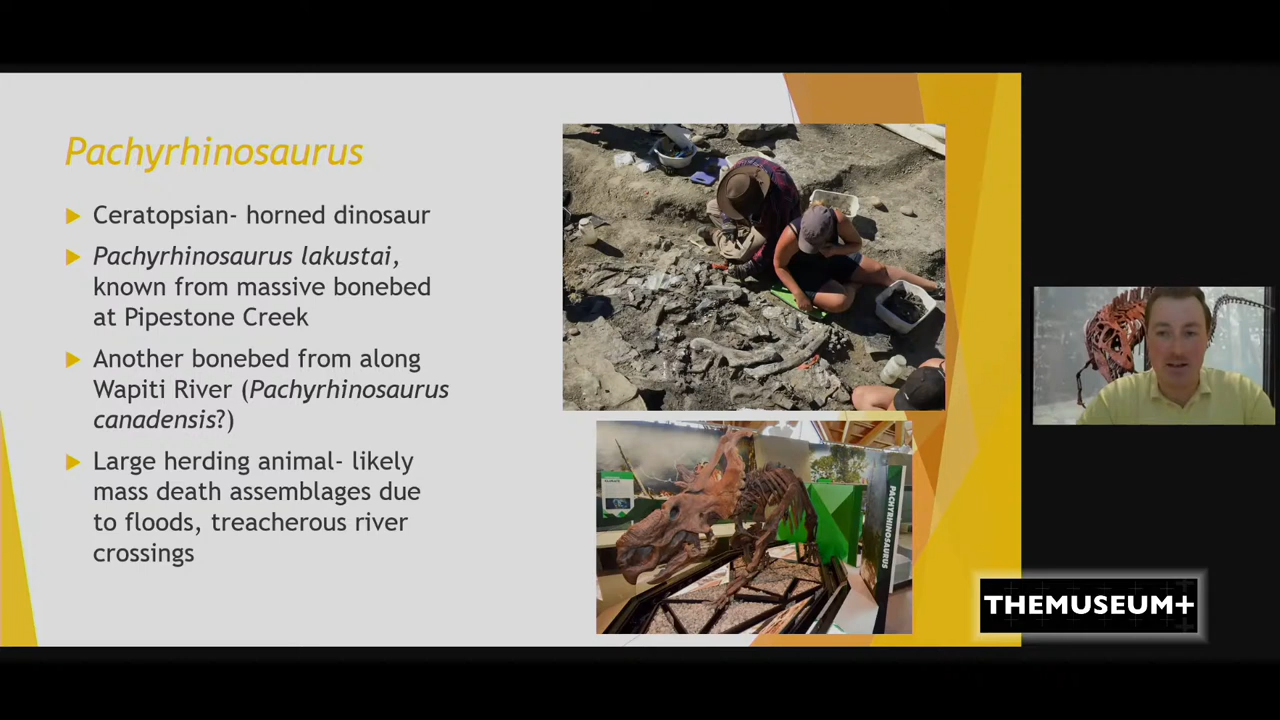 Pachyrhinosaurus
Ceratopsian- horned dinosaur
Pachyrhinosaurus lakustai,
known from massive bonebed
at Pipestone Creek
Another bonebed from along
Wapiti River (Pachyrhinosaurus
canadensis?)
Large herding animal- likely
mass death assemblages due
to floods, treacherous river
crossings
PACHYRHINOSAURUS
THEMUSEUM+